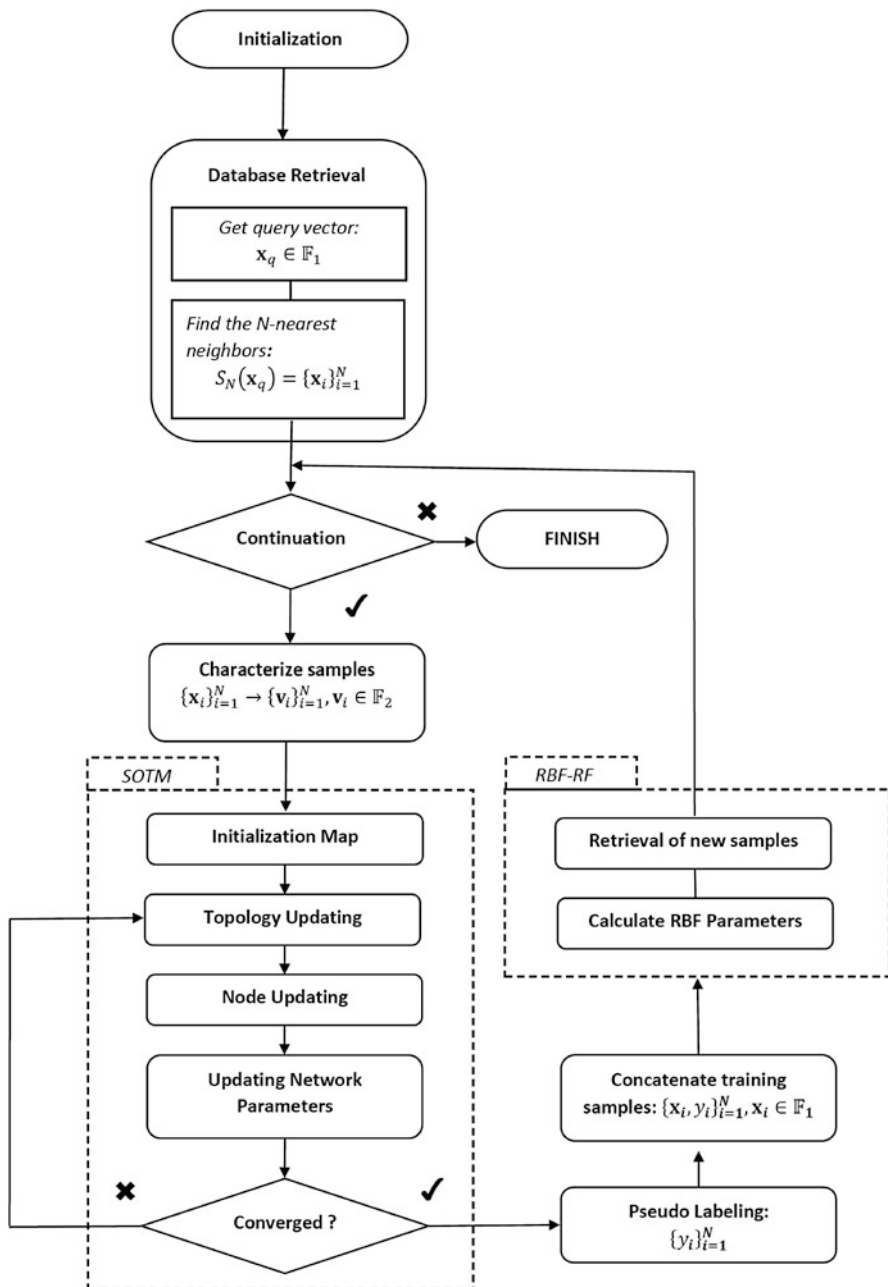 Initialization
Database Retrieval
Get query vector:
𝐱_q ∈ 𝔽_1
Find the N-nearest
neighbors:
S_N(𝐱_q) = {𝐱_i}_{i=1}^N
✖
Continuation
FINISH
✓
Characterize samples
{𝐱_i}_{i=1}^N → {𝐯_i}_{i=1}^N, 𝐯_i ∈ 𝔽_2
SOTM
Initialization Map
Topology Updating
Node Updating
Updating Network
Parameters
✖
✓
Converged ?
RBF-RF
Retrieval of new samples
Calculate RBF Parameters
Concatenate training
samples: {𝐱_i, y_i}_{i=1}^N, 𝐱_i ∈ 𝔽_1
Pseudo Labeling:
{y_i}_{i=1}^N